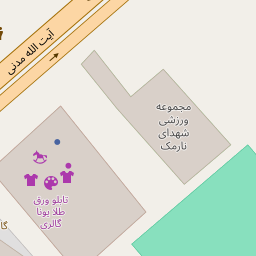 آیت الله مدنی
مجموعه
ورزشی
شهدای
نارمک
تابلو ورق
طلا یونا
گالری